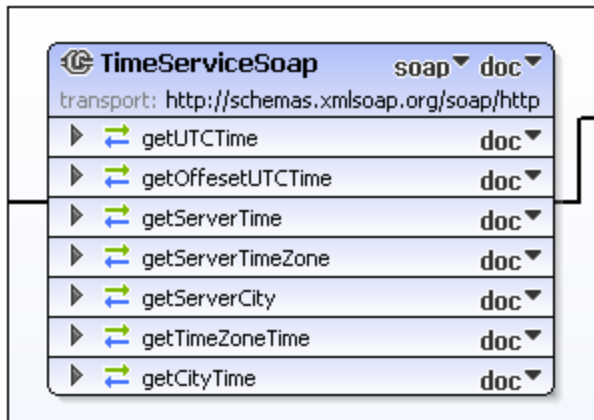 TimeServiceSoap soap doc
transport: http://schemas.xmlsoap.org/soap/http
getUTCTime doc
getOffesetUTCTime doc
getServerTime doc
getServerTimeZone doc
getServerCity doc
getTimeZoneTime doc
getCityTime doc